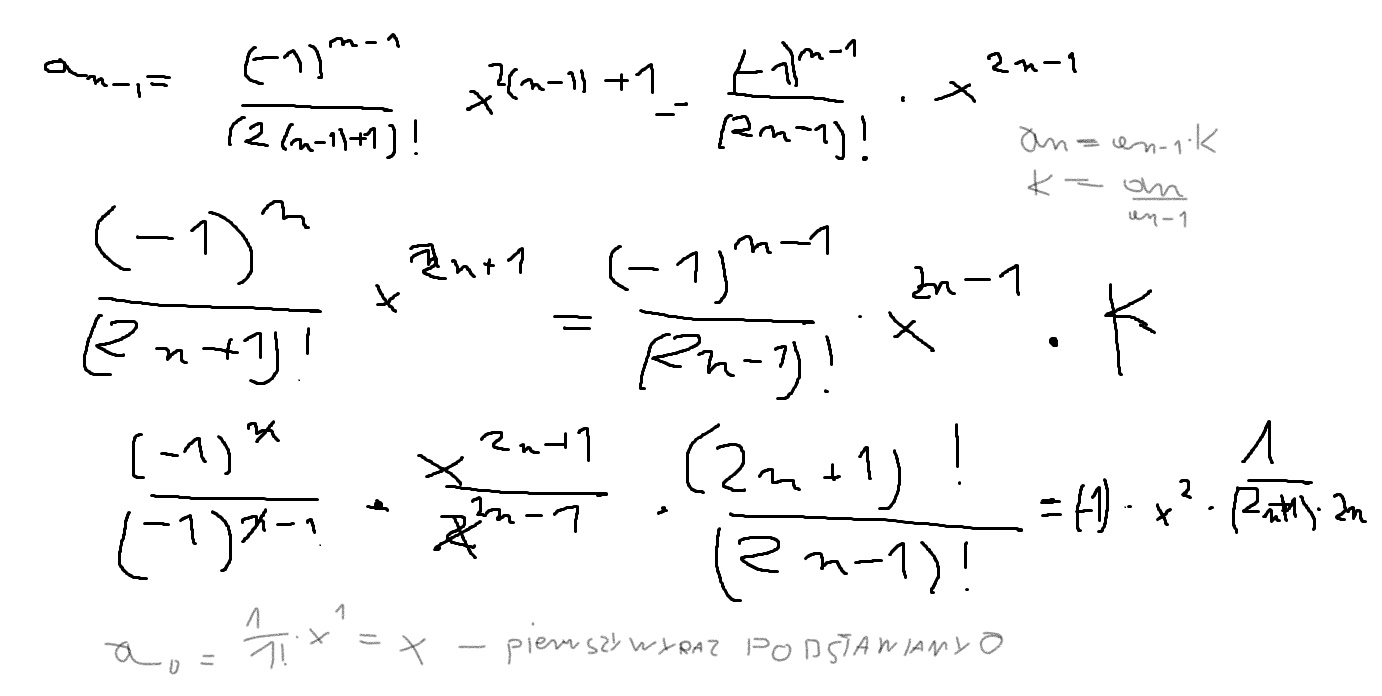 a_{n-1} = \frac{(-1)^{n-1}}{(2(n-1)+1)!} x^{2(n-1)+1} = \frac{(-1)^{n-1}}{(2n-1)!} \cdot x^{2n-1}
a_n = a_{n-1} \cdot k
k = \frac{a_n}{a_{n-1}}
\frac{(-1)^n}{(2n+1)!} x^{2n+1} = \frac{(-1)^{n-1}}{(2n-1)!} \cdot x^{2n-1} \cdot K
\frac{(-1)^n}{(-1)^{n-1}} \cdot \frac{x^{2n+1}}{x^{2n-1}} \cdot \frac{(2n+1)!}{(2n-1)!} = (-1) \cdot x^2 \cdot \frac{1}{(2n+1) \cdot 2n}
a_0 = \frac{1}{1!} \cdot x^1 = x – pierwszy wyraz PODSTAWIANY 0